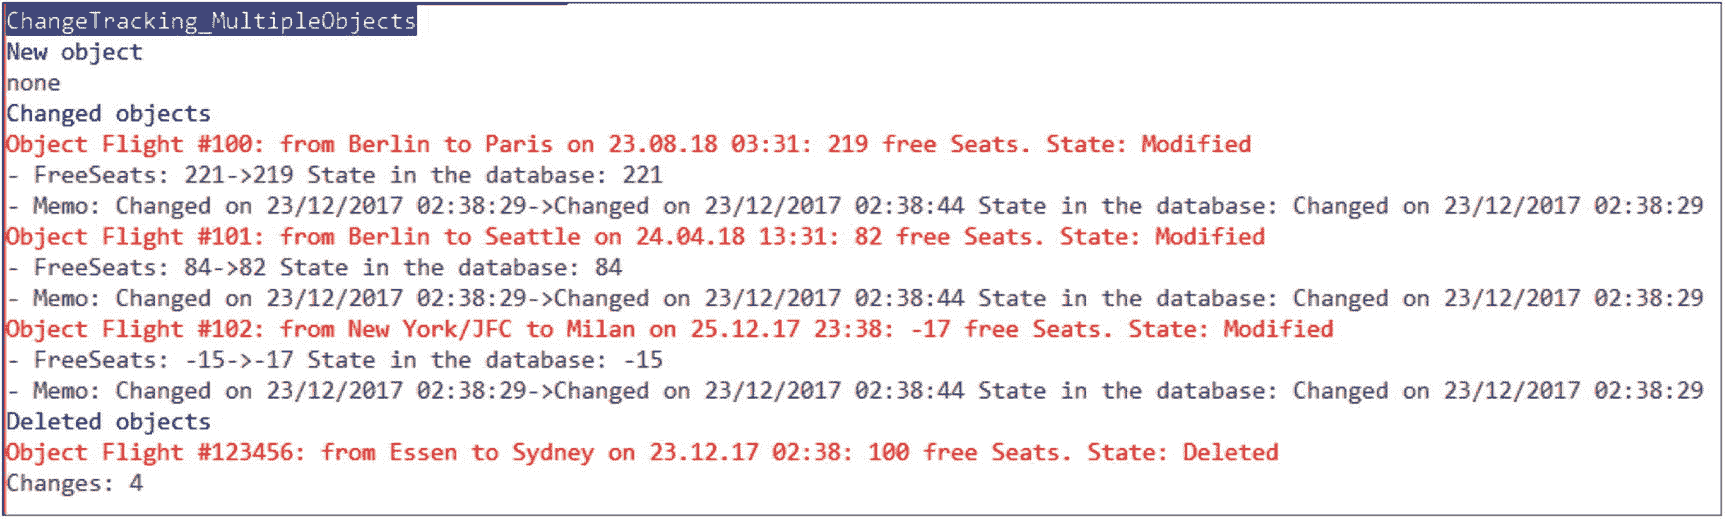 ChangeTracking_MultipleObjects
New object
none
Changed objects
Object Flight #100: from Berlin to Paris on 23.08.18 03:31: 219 free Seats. State: Modified
- FreeSeats: 221->219 State in the database: 221
- Memo: Changed on 23/12/2017 02:38:29->Changed on 23/12/2017 02:38:44 State in the database: Changed on 23/12/2017 02:38:29
Object Flight #101: from Berlin to Seattle on 24.04.18 13:31: 82 free Seats. State: Modified
- FreeSeats: 84->82 State in the database: 84
- Memo: Changed on 23/12/2017 02:38:29->Changed on 23/12/2017 02:38:44 State in the database: Changed on 23/12/2017 02:38:29
Object Flight #102: from New York/JFC to Milan on 25.12.17 23:38: -17 free Seats. State: Modified
- FreeSeats: -15->-17 State in the database: -15
- Memo: Changed on 23/12/2017 02:38:29->Changed on 23/12/2017 02:38:44 State in the database: Changed on 23/12/2017 02:38:29
Deleted objects
Object Flight #123456: from Essen to Sydney on 23.12.17 02:38: 100 free Seats. State: Deleted
Changes: 4